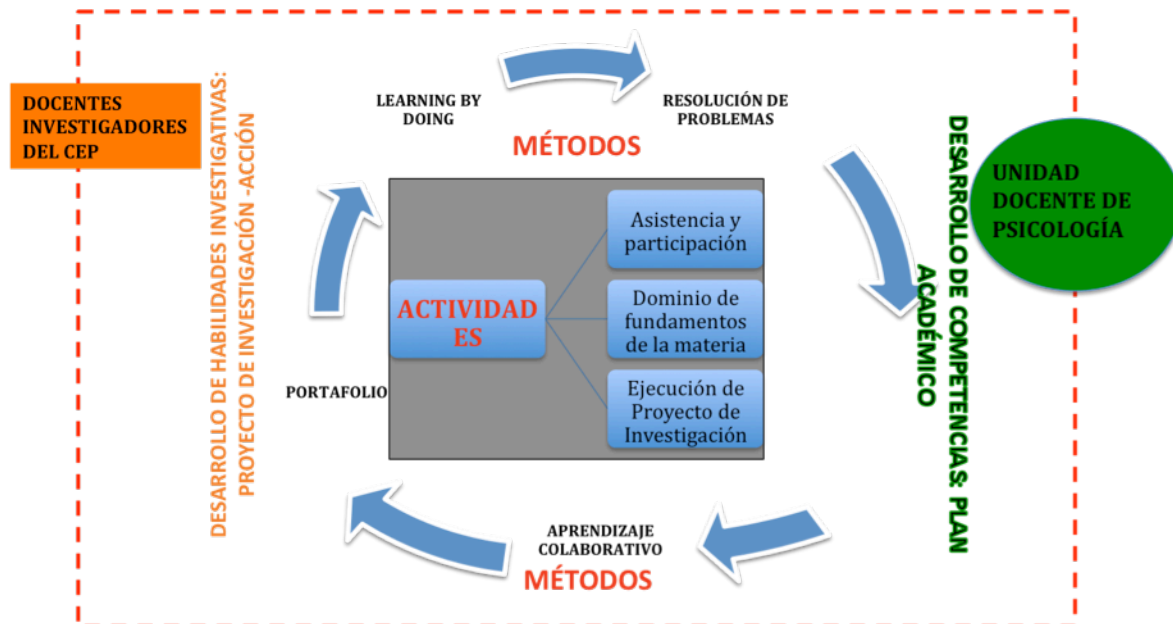 DOCENTES
INVESTIGADORES
DEL CEP
DESARROLLO DE HABILIDADES INVESTIGATIVAS:
PROYECTO DE INVESTIGACIÓN -ACCIÓN
LEARNING BY
DOING
RESOLUCIÓN DE
PROBLEMAS
MÉTODOS
ACTIVIDAD
ES
Asistencia y
participación
Dominio de
fundamentos
de la materia
Ejecución de
Proyecto de
Investigación
PORTAFOLIO
APRENDIZAJE
COLABORATIVO
MÉTODOS
DESARROLLO DE COMPETENCIAS: PLAN
ACADÉMICO
UNIDAD
DOCENTE DE
PSICOLOGÍA